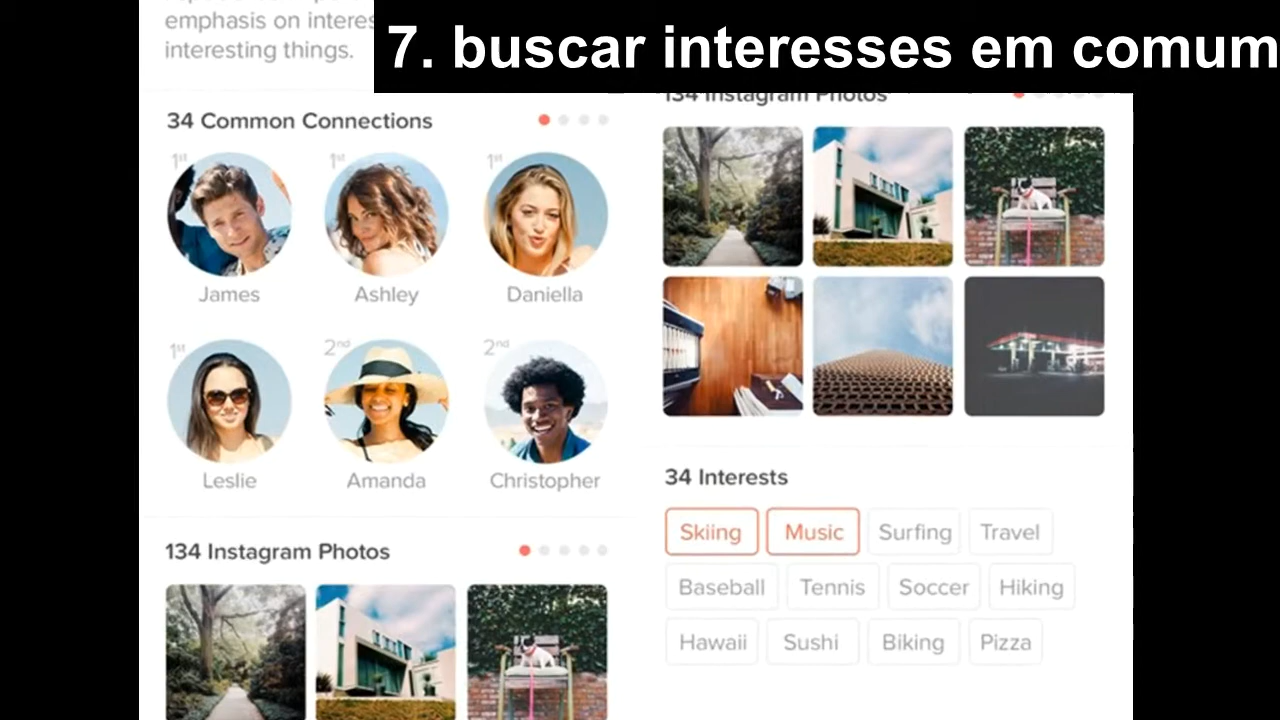 7. buscar interesses em comum
emphasis on interes
interesting things.
34 Common Connections
1st
1st
1st
James
Ashley
Daniella
1st
2nd
2nd
Leslie
Amanda
Christopher
134 Instagram Photos
134 Instagram Photos
34 Interests
Skiing Music Surfing Travel
Baseball Tennis Soccer Hiking
Hawaii Sushi Biking Pizza